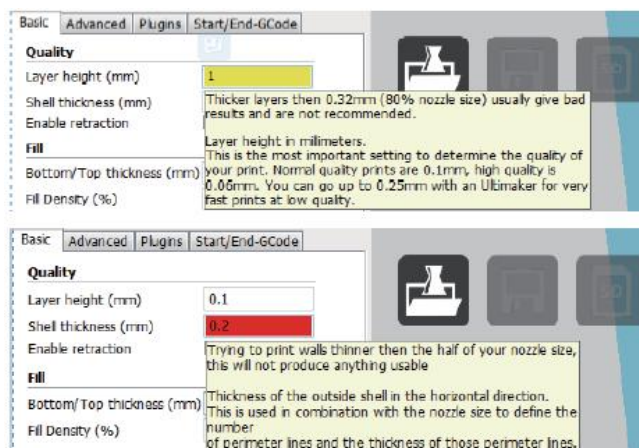 Basic Advanced Plugins Start/End-GCode
Quality
Layer height (mm) 1
Shell thickness (mm)
Enable retraction
Fill
Bottom/Top thickness (mm)
Fill Density (%)
Thicker layers then 0.32mm (80% nozzle size) usually give bad
results and are not recommended.
Layer height in milimeters.
This is the most important setting to determine the quality of
your print. Normal quality prints are 0.1mm, high quality is
0.06mm. You can go up to 0.25mm with an Ultimaker for very
fast prints at low quality.
Basic Advanced Plugins Start/End-GCode
Quality
Layer height (mm) 0.1
Shell thickness (mm) 0.2
Enable retraction
Fill
Bottom/Top thickness (mm)
Fill Density (%)
Trying to print walls thinner then the half of your nozzle size,
this will not produce anything usable
Thickness of the outside shell in the horizontal direction.
This is used in combination with the nozzle size to define the
number
of perimeter lines and the thickness of those perimeter lines.